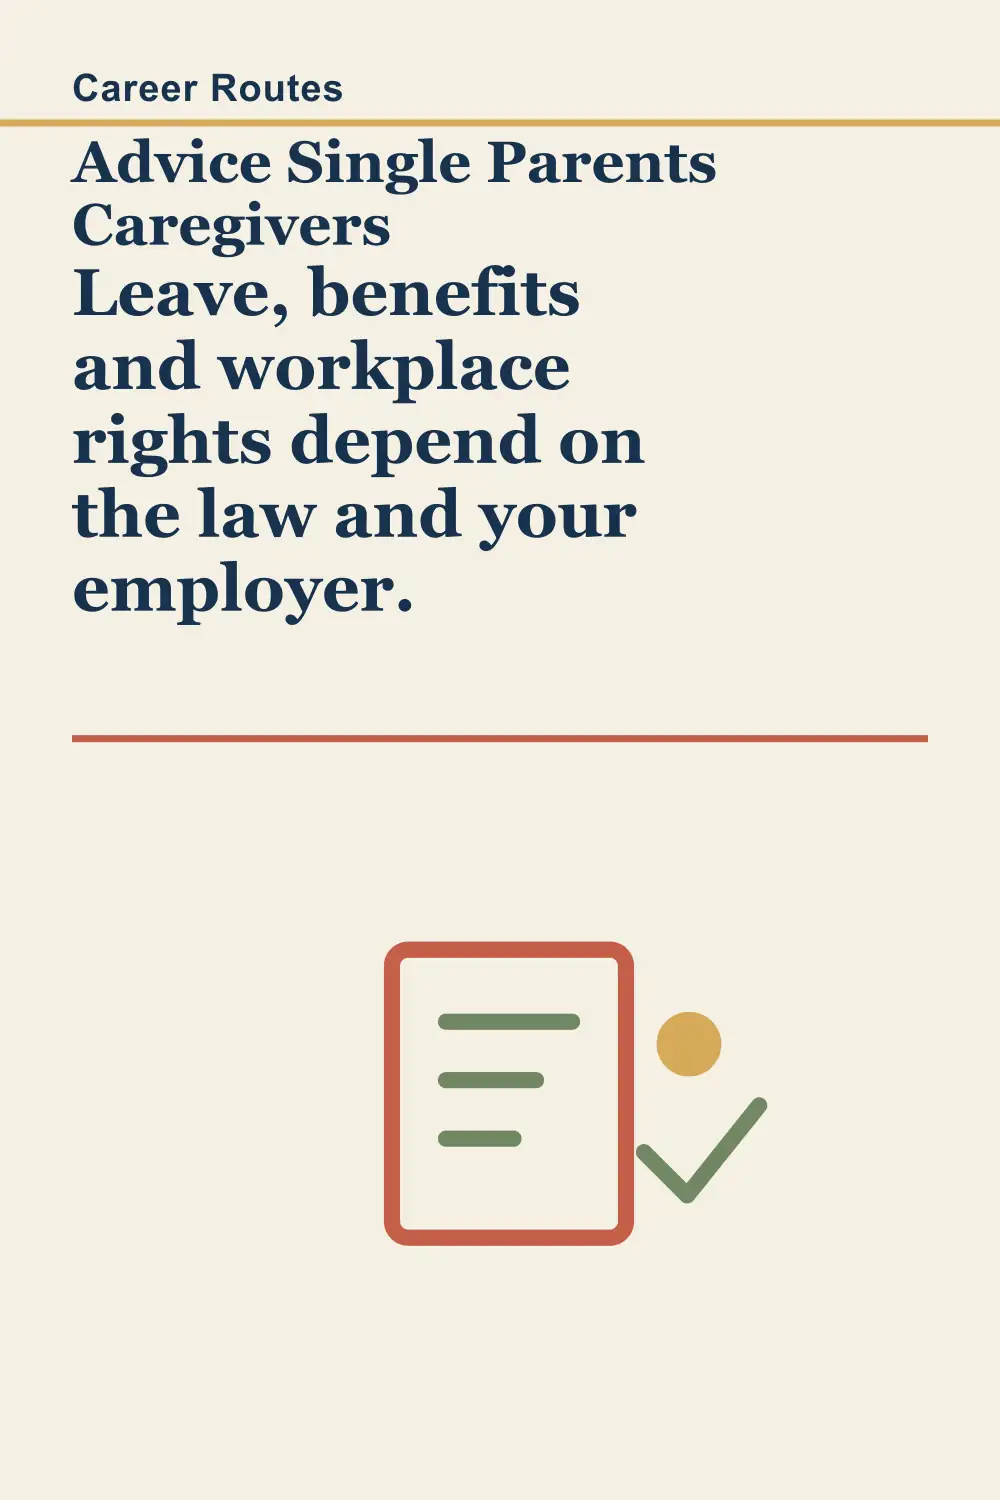 Career Routes
Advice Single Parents
Caregivers
Leave, benefits
and workplace
rights depend on
the law and your
employer.